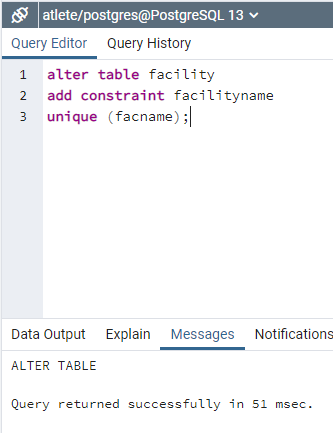 atlete/postgres@PostgreSQL 13
Query Editor Query History
1 alter table facility
2 add constraint facilityname
3 unique (facname);
Data Output Explain Messages Notifications
ALTER TABLE
Query returned successfully in 51 msec.